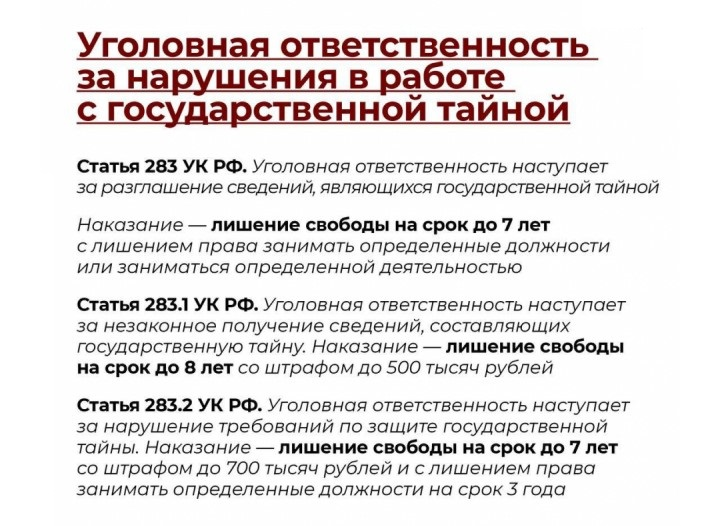 Уголовная ответственность
за нарушения в работе
с государственной тайной
Статья 283 УК РФ. Уголовная ответственность наступает
за разглашение сведений, являющихся государственной тайной
Наказание — лишение свободы на срок до 7 лет
с лишением права занимать определенные должности
или заниматься определенной деятельностью
Статья 283.1 УК РФ. Уголовная ответственность наступает
за незаконное получение сведений, составляющих
государственную тайну. Наказание — лишение свободы
на срок до 8 лет со штрафом до 500 тысяч рублей
Статья 283.2 УК РФ. Уголовная ответственность наступает
за нарушение требований по защите государственной
тайны. Наказание — лишение свободы на срок до 7 лет
со штрафом до 700 тысяч рублей и с лишением права
занимать определенные должности на срок 3 года